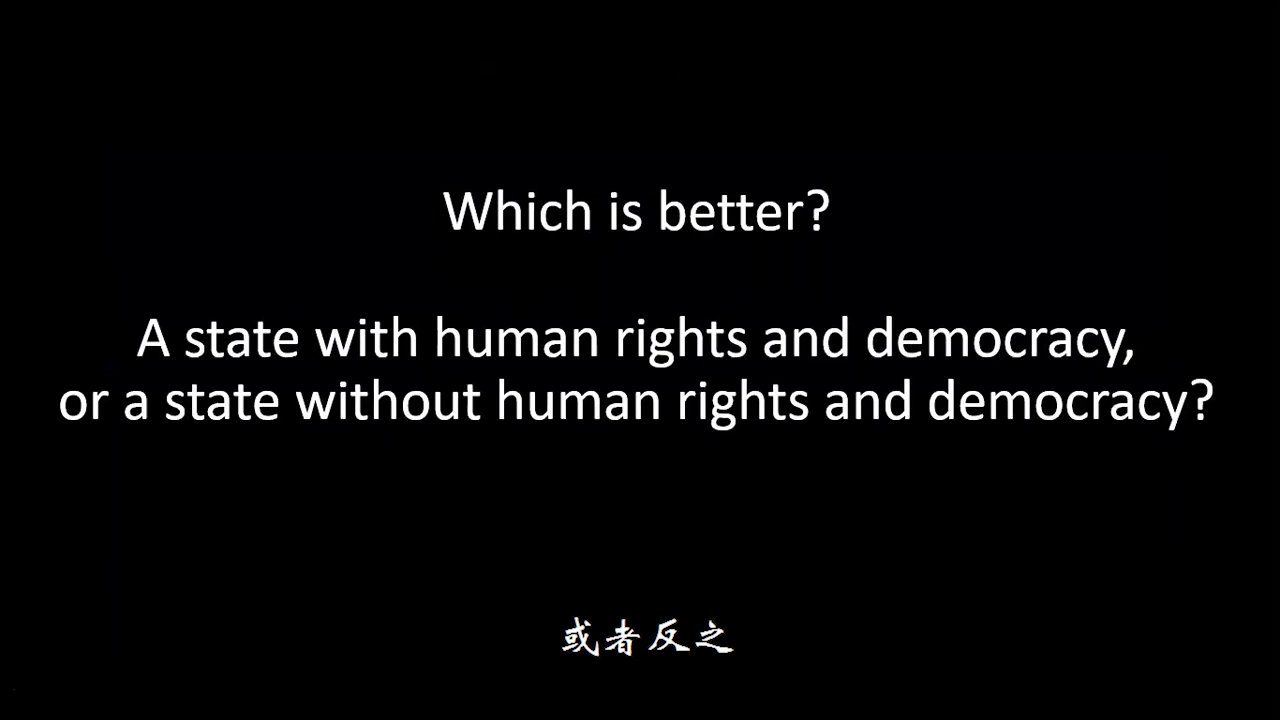 Which is better?
A state with human rights and democracy,
or a state without human rights and democracy?
或者反之